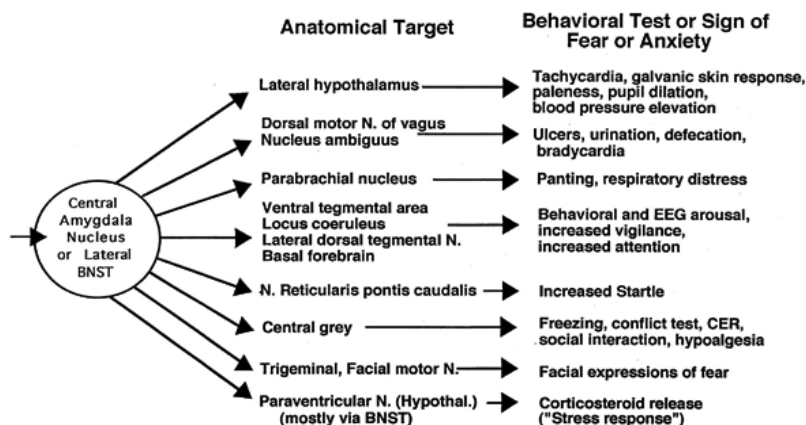 Anatomical Target
Behavioral Test or Sign of
Fear or Anxiety
Central
Amygdala
Nucleus
or Lateral
BNST
Lateral hypothalamus
Tachycardia, galvanic skin response,
paleness, pupil dilation,
blood pressure elevation
Dorsal motor N. of vagus
Nucleus ambiguus
Ulcers, urination, defecation,
bradycardia
Parabrachial nucleus
Panting, respiratory distress
Ventral tegmental area
Locus coeruleus
Lateral dorsal tegmental N.
Basal forebrain
Behavioral and EEG arousal,
increased vigilance,
increased attention
N. Reticularis pontis caudalis
Increased Startle
Central grey
Freezing, conflict test, CER,
social interaction, hypoalgesia
Trigeminal, Facial motor N.
Facial expressions of fear
Paraventricular N. (Hypothal.)
(mostly via BNST)
Corticosteroid release
("Stress response")